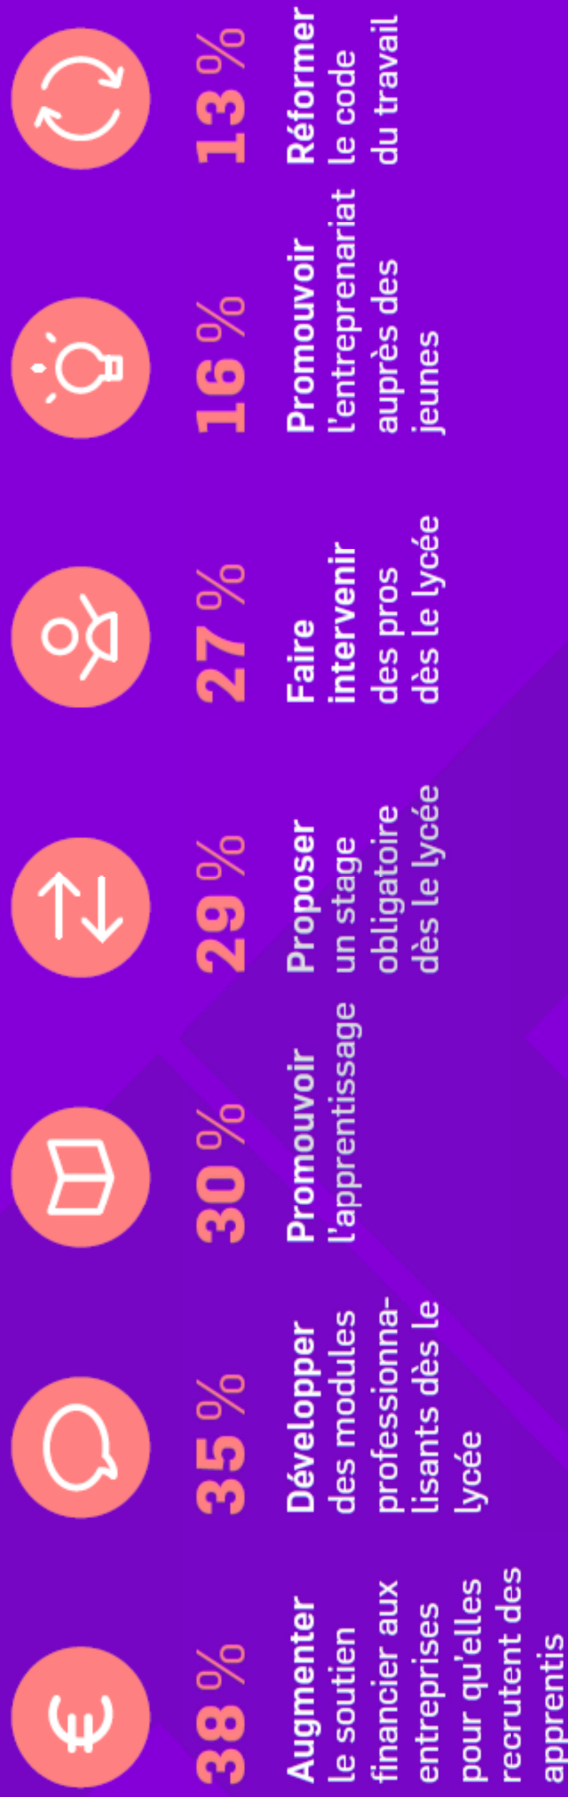 38 %
Augmenter
le soutien
financier aux
entreprises
pour qu'elles
recrutent des
apprentis
35 %
Développer
des modules
professionna-
lisants dès le
lycée
30 %
Promouvoir
l'apprentissage
29 %
Proposer
un stage
obligatoire
dès le lycée
27 %
Faire
intervenir
des pros
dès le lycée
16 %
Promouvoir
l'entreprenariat
auprès des
jeunes
13 %
Réformer
le code
du travail